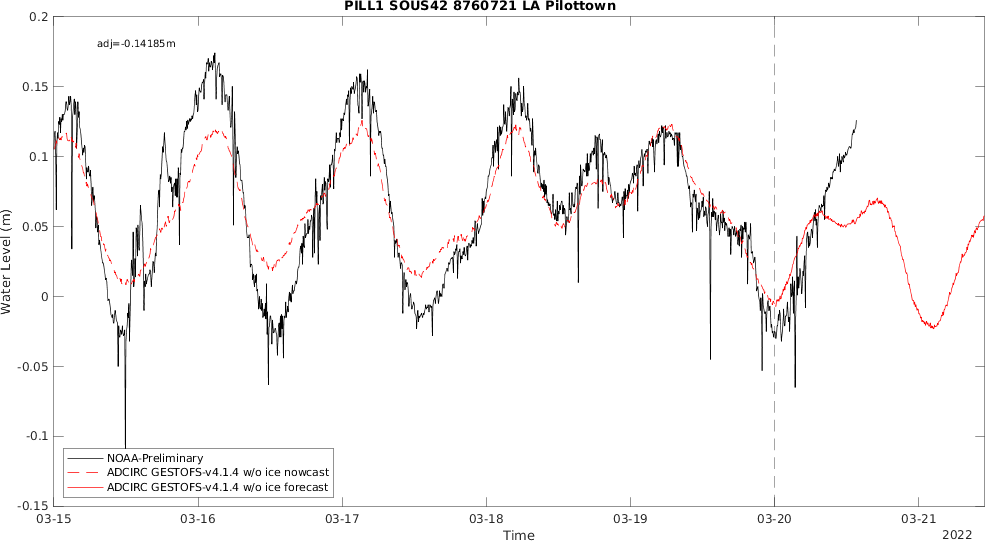 PILL1 SOUS42 8760721 LA Pilottown
adj=-0.14185m
0.2
0.15
0.1
0.05
0
-0.05
-0.1
-0.15
Water Level (m)
NOAA-Preliminary
ADCIRC GESTOFS-v4.1.4 w/o ice nowcast
ADCIRC GESTOFS-v4.1.4 w/o ice forecast
03-15 03-16 03-17 03-18 03-19 03-20 03-21
Time
2022